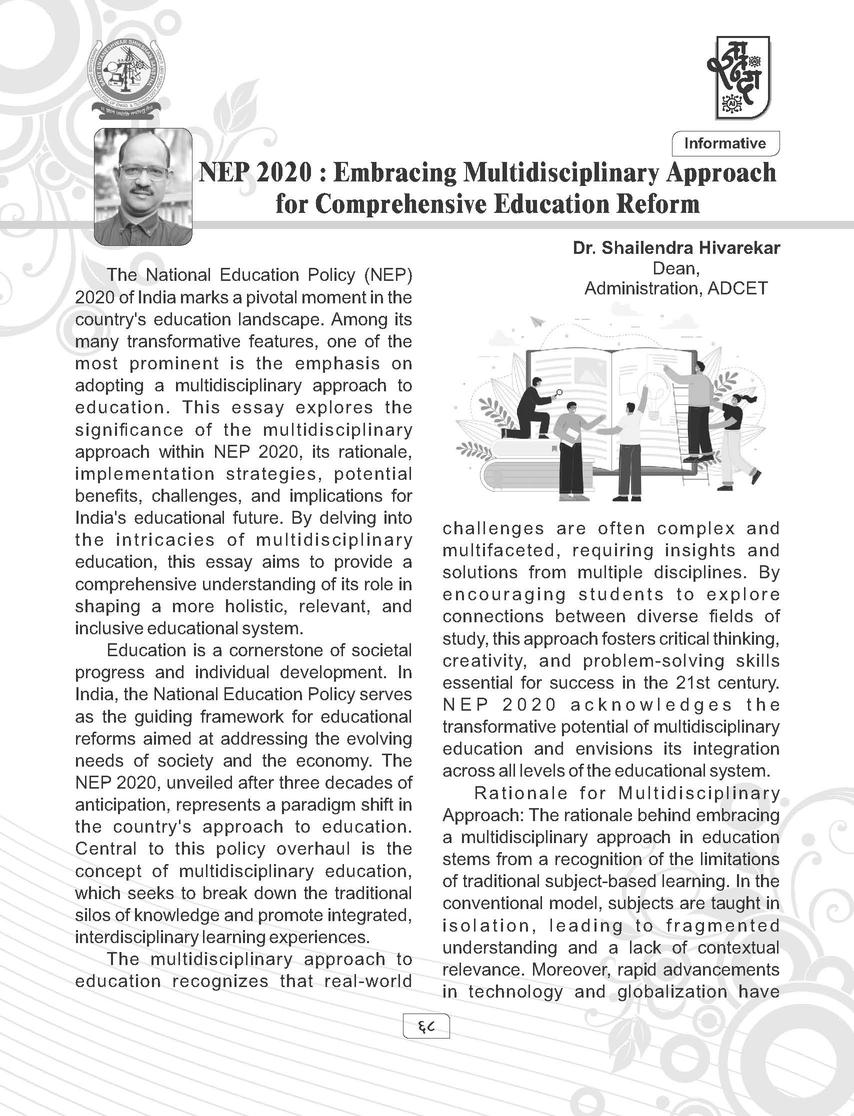 Informative
NEP 2020 : Embracing Multidisciplinary Approach
for Comprehensive Education Reform
Dr. Shailendra Hivarekar
Dean,
Administration, ADCET
The National Education Policy (NEP)
2020 of India marks a pivotal moment in the
country's education landscape. Among its
many transformative features, one of the
most prominent is the emphasis on
adopting a multidisciplinary approach to
education. This essay explores the
significance of the multidisciplinary
approach within NEP 2020, its rationale,
implementation strategies, potential
benefits, challenges, and implications for
India's educational future. By delving into
the intricacies of multidisciplinary
education, this essay aims to provide a
comprehensive understanding of its role in
shaping a more holistic, relevant, and
inclusive educational system.
Education is a cornerstone of societal
progress and individual development. In
India, the National Education Policy serves
as the guiding framework for educational
reforms aimed at addressing the evolving
needs of society and the economy. The
NEP 2020, unveiled after three decades of
anticipation, represents a paradigm shift in
the country's approach to education.
Central to this policy overhaul is the
concept of multidisciplinary education,
which seeks to break down the traditional
silos of knowledge and promote integrated,
interdisciplinary learning experiences.
The multidisciplinary approach to
education recognizes that real-world
challenges are often complex and
multifaceted, requiring insights and
solutions from multiple disciplines. By
encouraging students to explore
connections between diverse fields of
study, this approach fosters critical thinking,
creativity, and problem-solving skills
essential for success in the 21st century.
NEP 2020 acknowledges the
transformative potential of multidisciplinary
education and envisions its integration
across all levels of the educational system.
Rationale for Multidisciplinary
Approach: The rationale behind embracing
a multidisciplinary approach in education
stems from a recognition of the limitations
of traditional subject-based learning. In the
conventional model, subjects are taught in
isolation, leading to fragmented
understanding and a lack of contextual
relevance. Moreover, rapid advancements
in technology and globalization have
६८